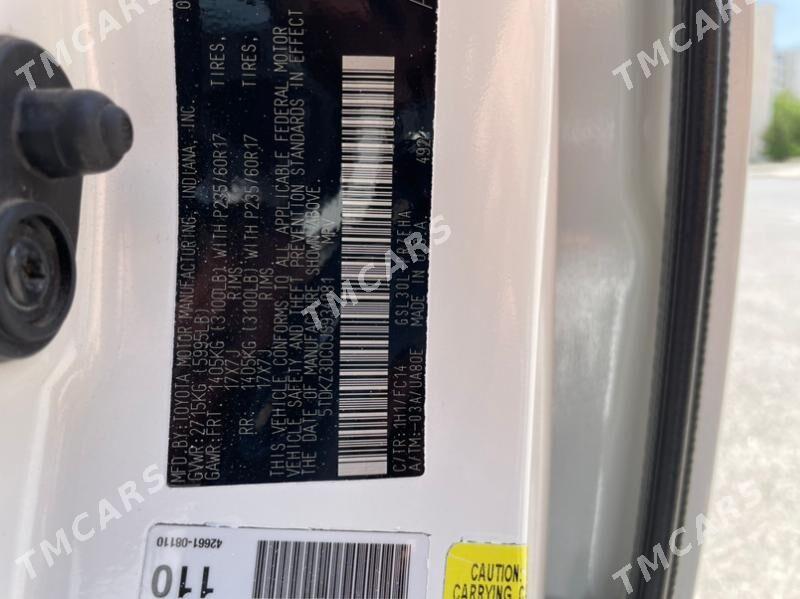 MFD.BY:TOYOTA MOTOR MANUFACTURING, INDIANA, INC.
GVWR:2715KG (5995LB)
GAWR:FRT. 1405KG (3100LB) WITH P235/60R17 TIRES,
17X7J RIMS
RR. 1405KG (3100LB) WITH P235/60R17 TIRES:
17X7J RIMS
THIS VEHICLE CONFORMS TO ALL APPLICABLE FEDERAL MOTOR
VEHICLE SAFETY AND THEFT PREVENTION STANDARDS IN EFFECT
THE DATE OF MANUFACTURE SHOWN ABOVE.
MPV
C/TR: 1H1/FC14
A/TM:-03A/UA80E MADE IN
42661-08110
110
CAUTION:
CARRYING
TMCARS
TMCARS
TMCARS
TMCARS
TMCARS
TMCARS
TMCARS